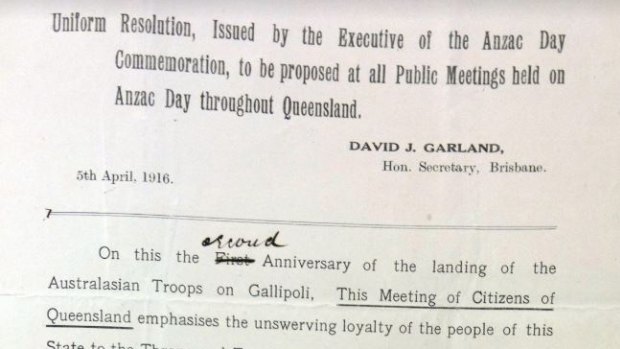 Uniform Resolution, Issued by the Executive of the Anzac Day
Commemoration, to be proposed at all Public Meetings held on
Anzac Day throughout Queensland.
DAVID J. GARLAND,
Hon. Secretary, Brisbane.
5th April, 1916.
second
On this the First Anniversary of the landing of the
Australasian Troops on Gallipoli, This Meeting of Citizens of
Queensland emphasises the unswerving loyalty of the people of this
State to the